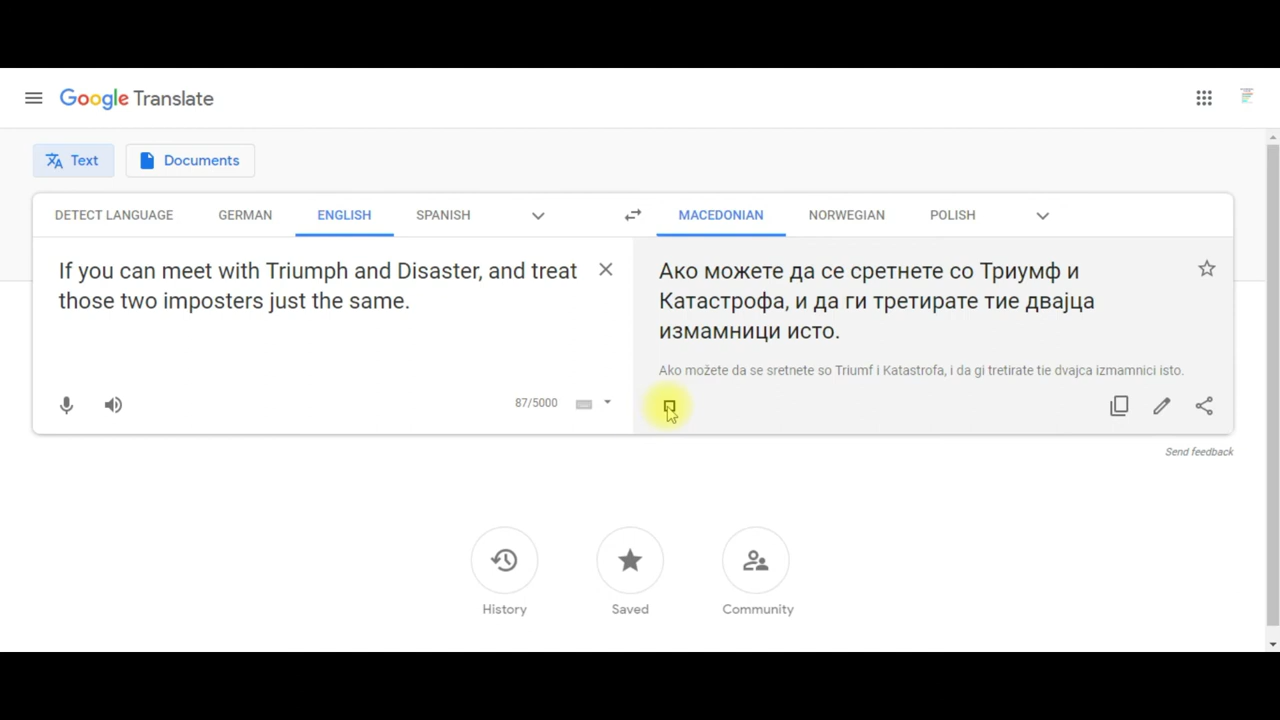 Google Translate
Text
Documents
DETECT LANGUAGE
GERMAN
ENGLISH
SPANISH
MACEDONIAN
NORWEGIAN
POLISH
If you can meet with Triumph and Disaster, and treat
those two imposters just the same.
87/5000
Ако можете да се сретнете со Триумф и
Катастрофа, и да ги третирате тие двајца
измамници исто.
Ako možete da se sretnete so Triumf i Katastrofa, i da gi tretirate tie dvajca izmamnici isto.
Send feedback
History
Saved
Community